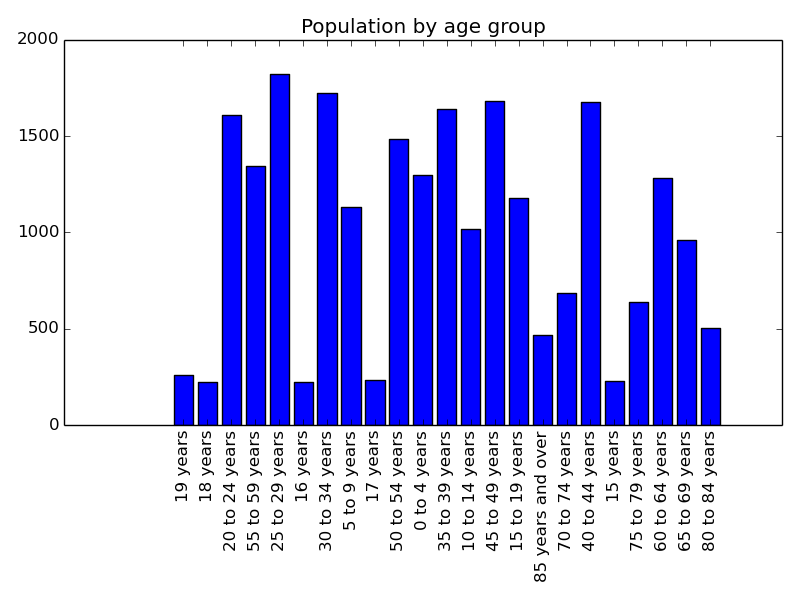 Population by age group
2000
1500
1000
500
0
19 years
18 years
20 to 24 years
55 to 59 years
25 to 29 years
16 years
30 to 34 years
5 to 9 years
17 years
50 to 54 years
0 to 4 years
35 to 39 years
10 to 14 years
45 to 49 years
15 to 19 years
85 years and over
70 to 74 years
40 to 44 years
15 years
75 to 79 years
60 to 64 years
65 to 69 years
80 to 84 years